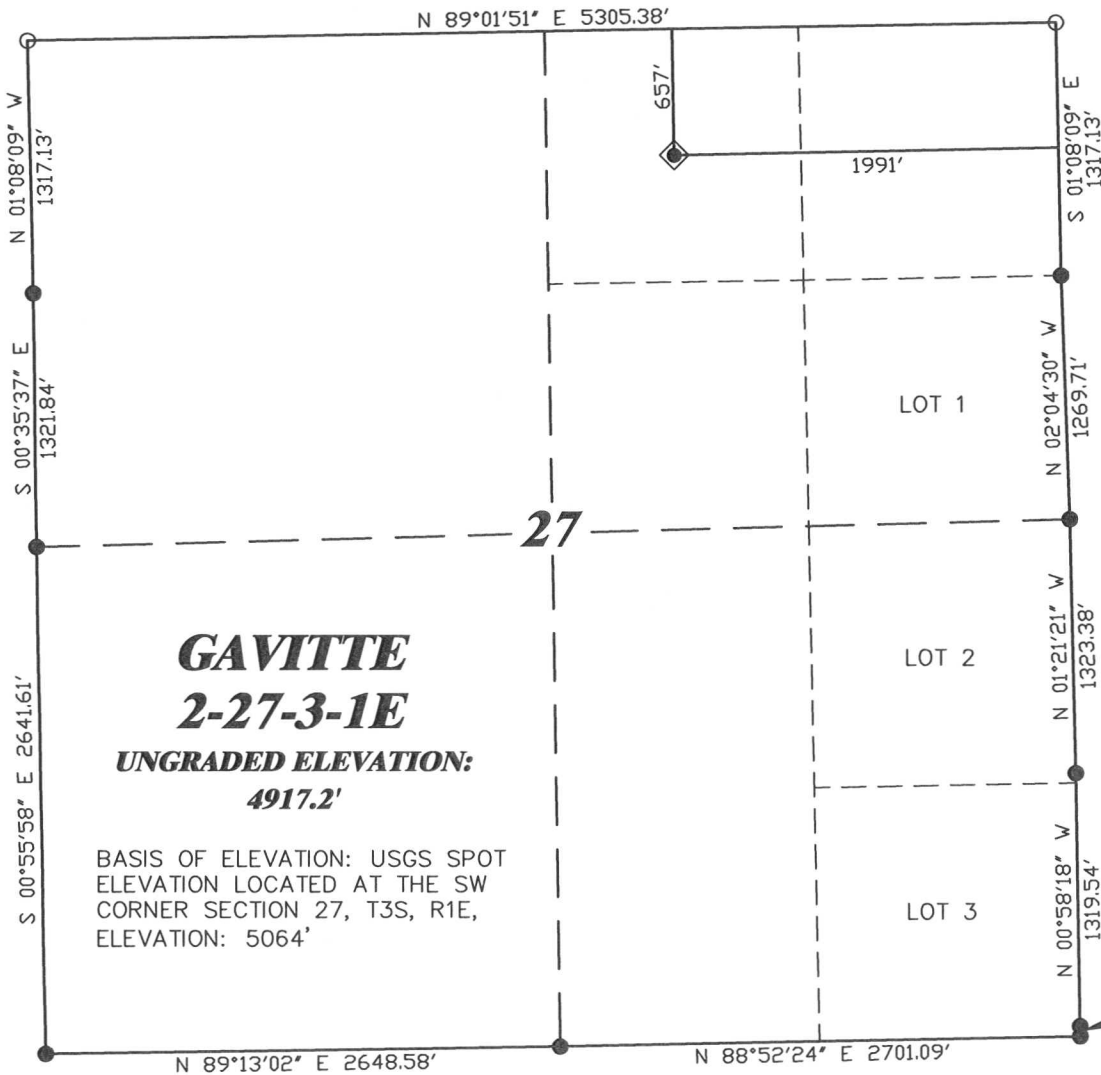 N 89°01'51" E 5305.38'
N 01°08'09" W
1317.13'
657'
1991'
S 01°08'09" E
1317.13'
S 00°35'37" E
1321.84'
LOT 1
N 02°04'30" W
1269.71'
27
GAVITTE
2-27-3-1E
UNGRADED ELEVATION:
4917.2'
LOT 2
N 01°21'21" W
1323.38'
S 00°55'58" E 2641.61'
BASIS OF ELEVATION: USGS SPOT
ELEVATION LOCATED AT THE SW
CORNER SECTION 27, T3S, R1E,
ELEVATION: 5064'
LOT 3
N 00°58'18" W
1319.54'
N 89°13'02" E 2648.58'
N 88°52'24" E 2701.09'